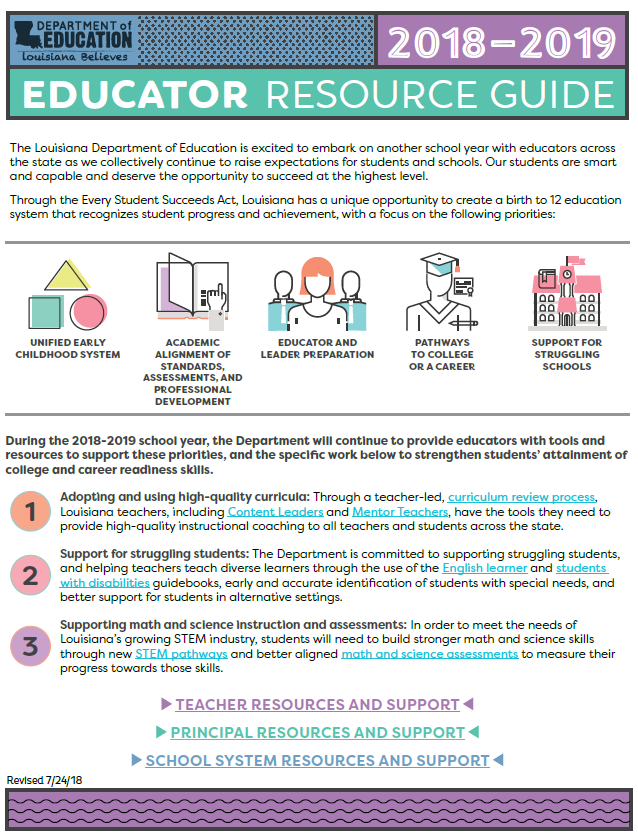 DEPARTMENT of
EDUCATION
Louisiana Believes
2018-2019
EDUCATOR RESOURCE GUIDE
The Louisiana Department of Education is excited to embark on another school year with educators across
the state as we collectively continue to raise expectations for students and schools. Our students are smart
and capable and deserve the opportunity to succeed at the highest level.
Through the Every Student Succeeds Act, Louisiana has a unique opportunity to create a birth to 12 education
system that recognizes student progress and achievement, with a focus on the following priorities:
UNIFIED EARLY
CHILDHOOD SYSTEM
ACADEMIC
ALIGNMENT OF
STANDARDS,
ASSESSMENTS, AND
PROFESSIONAL
DEVELOPMENT
EDUCATOR AND
LEADER PREPARATION
PATHWAYS
TO COLLEGE
OR A CAREER
SUPPORT FOR
STRUGGLING
SCHOOLS
During the 2018-2019 school year, the Department will continue to provide educators with tools and
resources to support these priorities, and the specific work below to strengthen students' attainment of
college and career readiness skills.
1
Adopting and using high-quality curricula: Through a teacher-led, curriculum review process,
Louisiana teachers, including Content Leaders and Mentor Teachers, have the tools they need to
provide high-quality instructional coaching to all teachers and students across the state.
2
Support for struggling students: The Department is committed to supporting struggling students,
and helping teachers teach diverse learners through the use of the English learner and students
with disabilities guidebooks, early and accurate identification of students with special needs, and
better support for students in alternative settings.
3
Supporting math and science instruction and assessments: In order to meet the needs of
Louisiana's growing STEM industry, students will need to build stronger math and science skills
through new STEM pathways and better aligned math and science assessments to measure their
progress towards those skills.
TEACHER RESOURCES AND SUPPORT
PRINCIPAL RESOURCES AND SUPPORT
SCHOOL SYSTEM RESOURCES AND SUPPORT
Revised 7/24/18